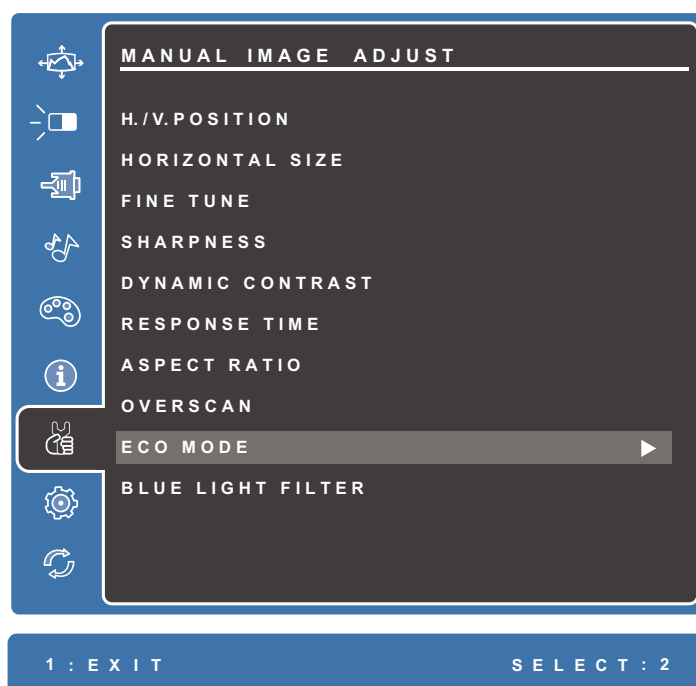 MANUAL IMAGE ADJUST
H./V.POSITION
HORIZONTAL SIZE
FINE TUNE
SHARPNESS
DYNAMIC CONTRAST
RESPONSE TIME
ASPECT RATIO
OVERSCAN
ECO MODE
BLUE LIGHT FILTER
1:EXIT SELECT:2